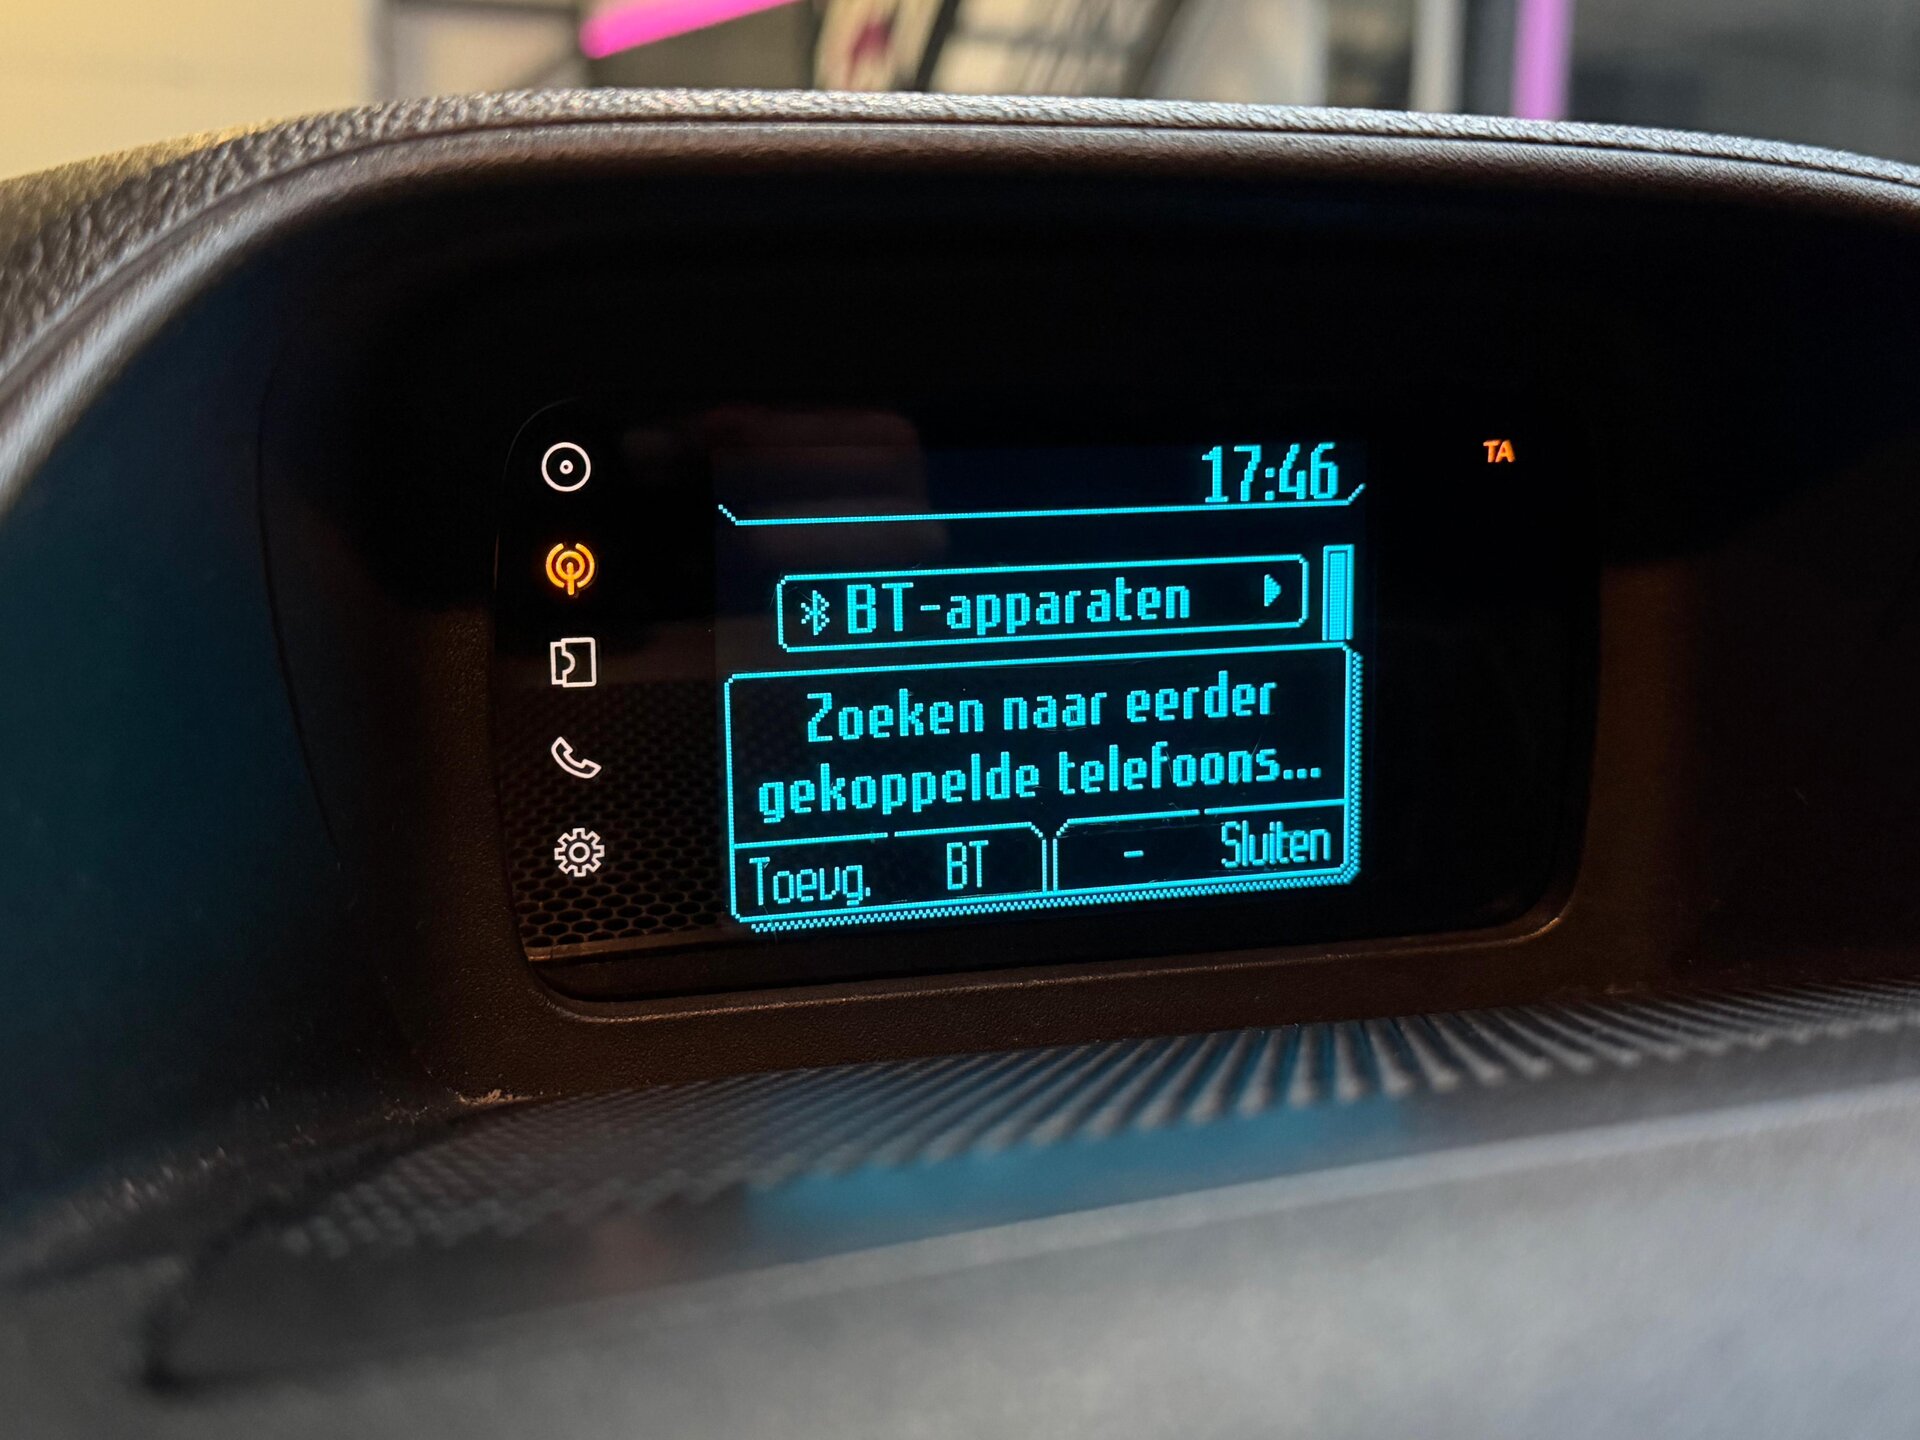 17:46
TA
BT-apparaten
Zoeken naar eerder
gekoppelde telefoons...
Toevg. BT - Sluiten